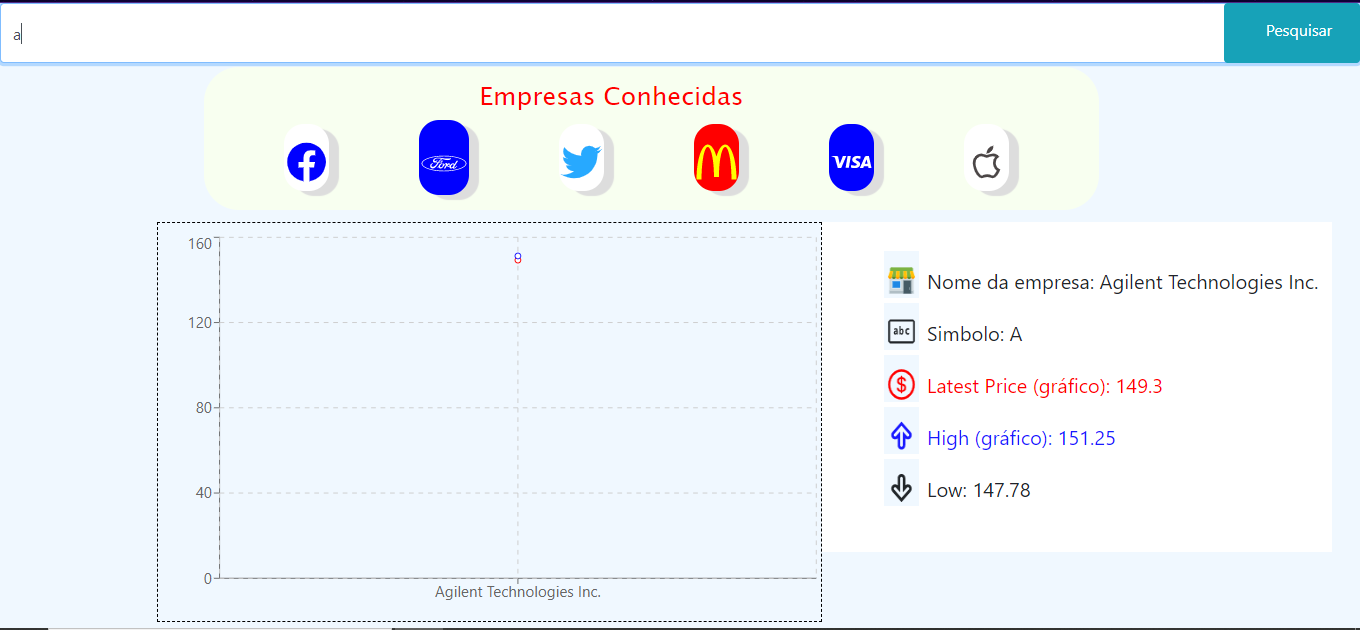 a
Pesquisar
Empresas Conhecidas
Ford
VISA
160
120
80
40
0
Agilent Technologies Inc.
Nome da empresa: Agilent Technologies Inc.
abc
Simbolo: A
$
Latest Price (gráfico): 149.3
High (gráfico): 151.25
Low: 147.78